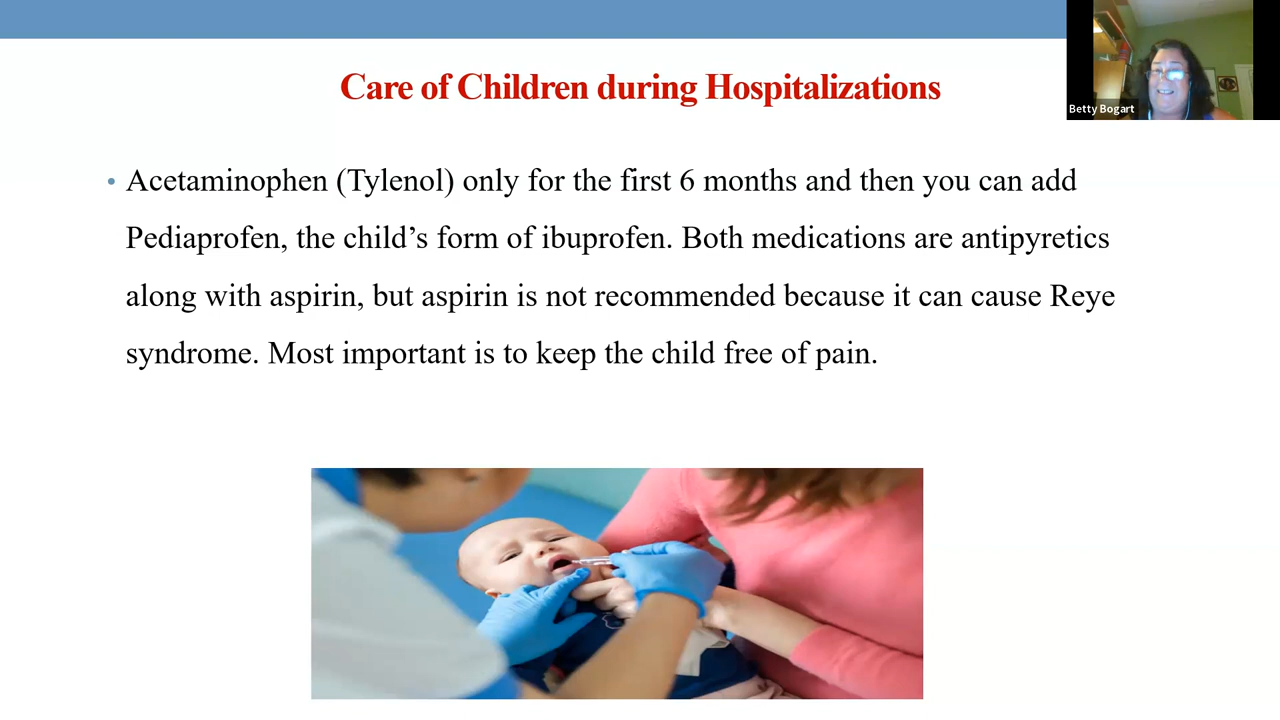 Care of Children during Hospitalizations
Betty Bogart
• Acetaminophen (Tylenol) only for the first 6 months and then you can add
Pediaprofen, the child’s form of ibuprofen. Both medications are antipyretics
along with aspirin, but aspirin is not recommended because it can cause Reye
syndrome. Most important is to keep the child free of pain.